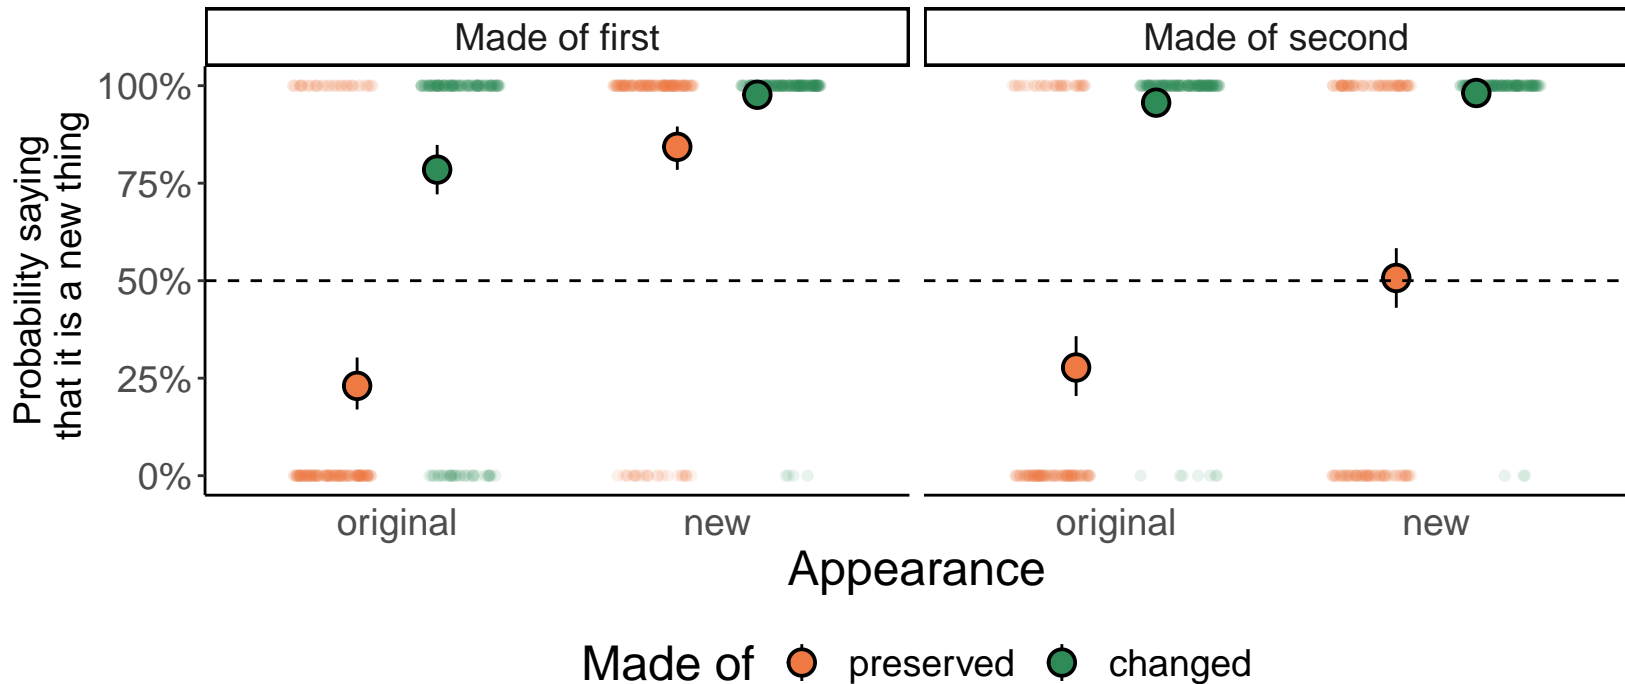 Made of first
Made of second
Probability saying
that it is a new thing
100%
75%
50%
25%
0%
original
new
original
new
Appearance
Made of
preserved
changed